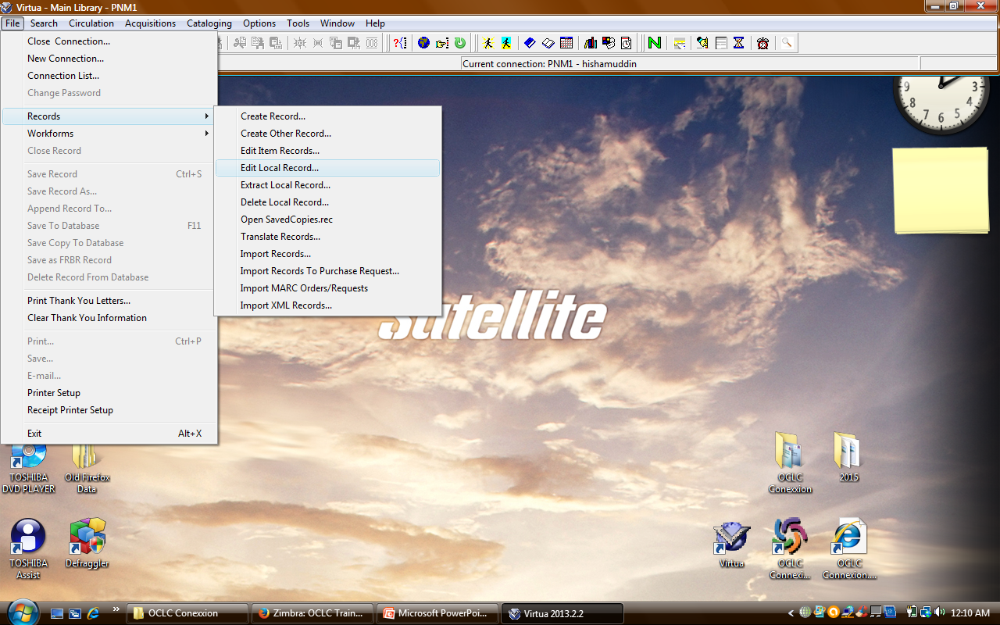 Virtua - Main Library - PNM1
File Search Circulation Acquisitions Cataloging Options Tools Window Help
Current connection: PNM1 - hishamuddin
Close Connection...
New Connection...
Connection List...
Change Password
Records
Workforms
Close Record
Save Record Ctrl+S
Save Record As...
Append Record To...
Save To Database F11
Save Copy To Database
Save as FRBR Record
Delete Record From Database
Print Thank You Letters...
Clear Thank You Information
Print... Ctrl+P
Save...
E-mail...
Printer Setup
Receipt Printer Setup
Exit Alt+X
Create Record...
Create Other Record...
Edit Item Records...
Edit Local Record...
Extract Local Record...
Delete Local Record...
Open SavedCopies.rec
Translate Records...
Import Records...
Import Records To Purchase Request...
Import MARC Orders/Requests
Import XML Records...
9 8 7 6 5 4 3
Satellite
TOSHIBA
DVD PLAYER
Old Firefox
Data
OCLC
Conexxion
2015
TOSHIBA
Assist
Defraggler
Virtua
OCLC
Connexi...
OCLC
Connexion....
OCLC Conexxion
Zimbra: OCLC Train...
Microsoft PowerPoi...
Virtua 2013.2.2
12:10 AM